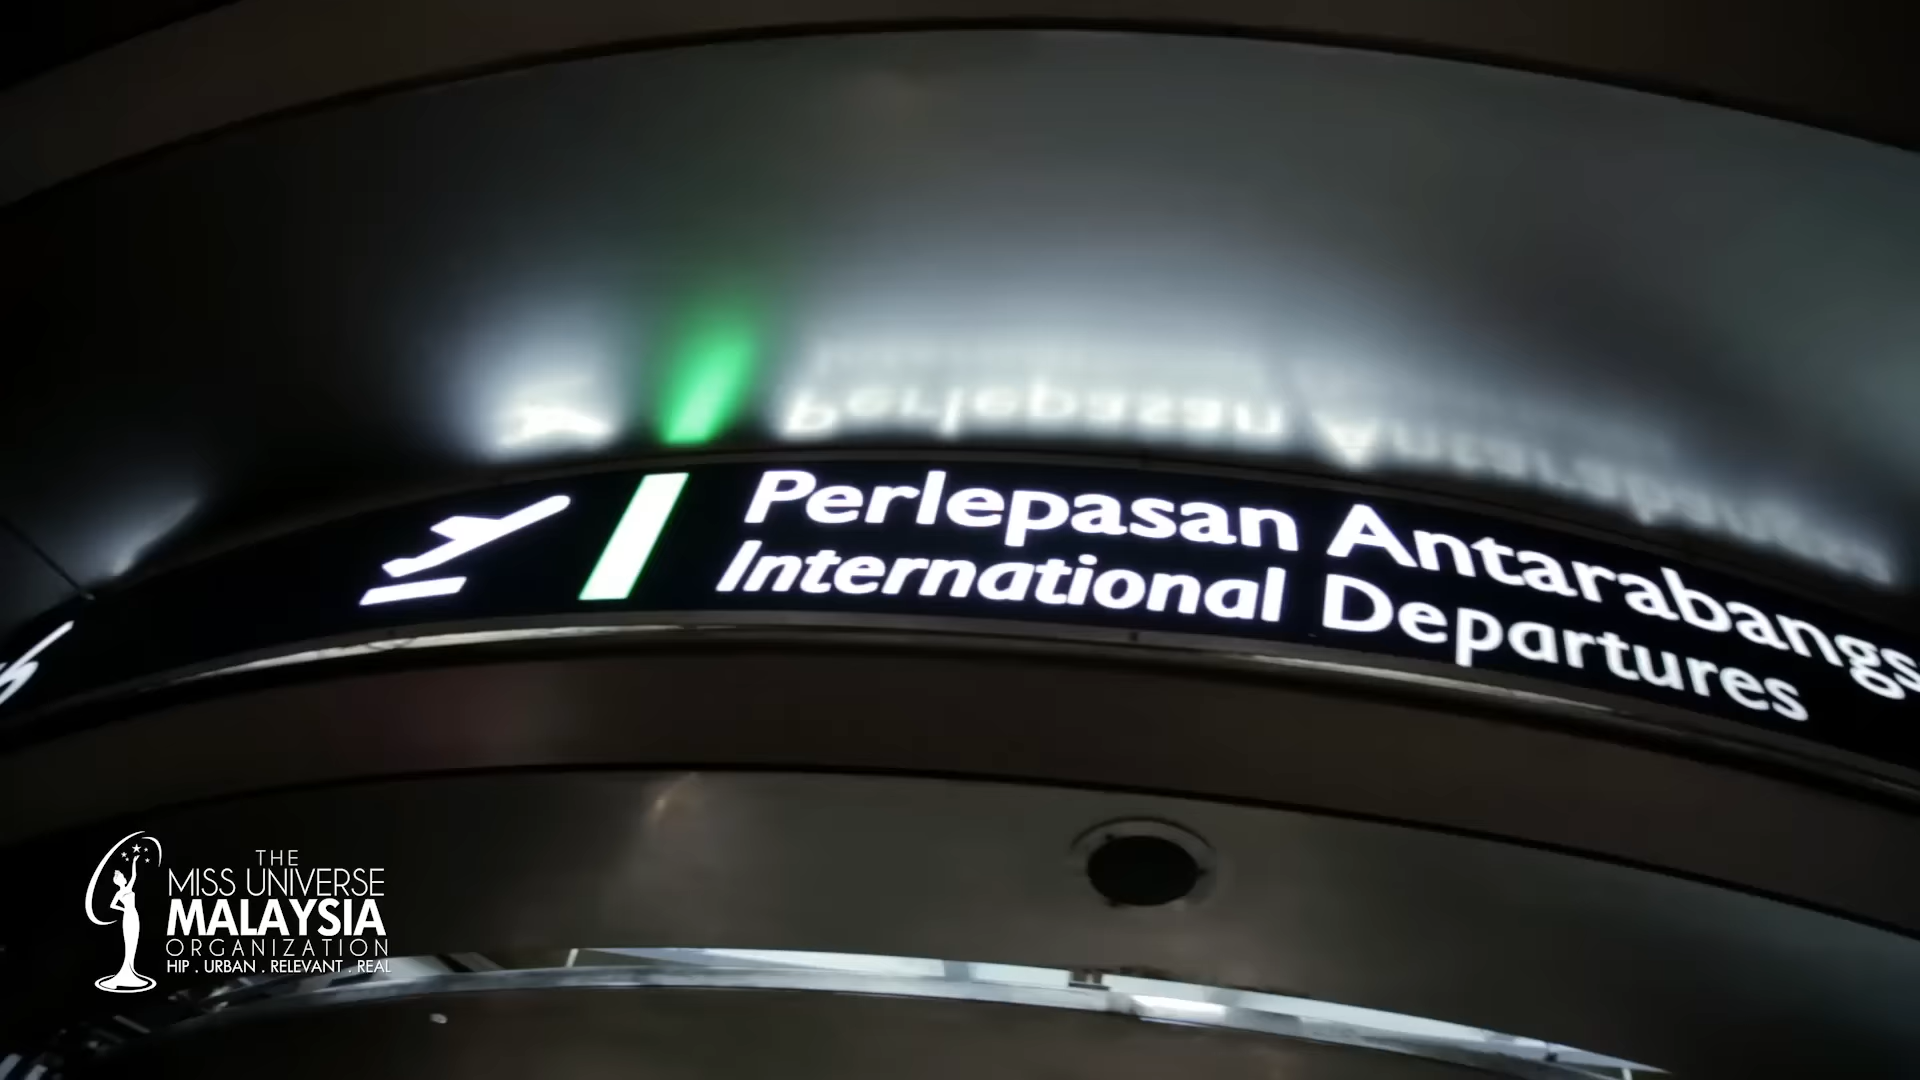 Perlepasan Antarabangs
International Departures
THE
MISS UNIVERSE
MALAYSIA
ORGANIZATION
HIP . URBAN . RELEVANT . REAL